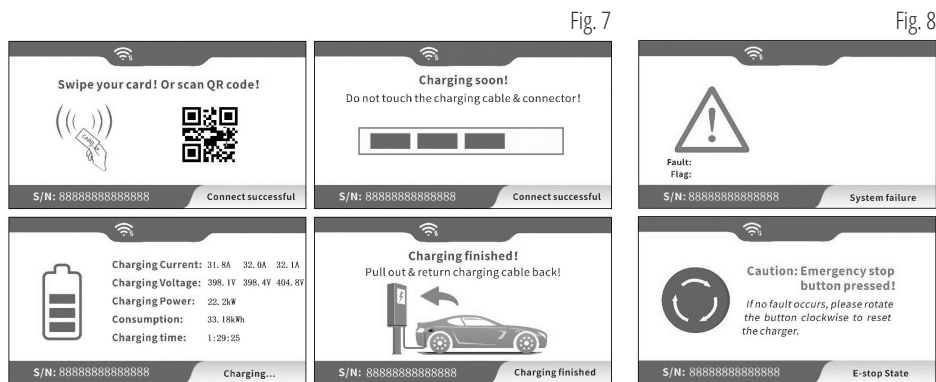 Fig. 7
Swipe your card! Or scan QR code!
S/N: 88888888888888
Connect successful
Charging soon!
Do not touch the charging cable & connector!
S/N: 88888888888888
Connect successful
Charging Current: 31.8A 32.0A 32.1A
Charging Voltage: 398.1V 398.4V 404.8V
Charging Power: 22.2kW
Consumption: 33.18kWh
Charging time: 1:29:25
S/N: 88888888888888
Charging...
Charging finished!
Pull out & return charging cable back!
S/N: 88888888888888
Charging finished
Fig. 8
Fault:
Flag:
S/N: 88888888888888
System failure
Caution: Emergency stop
button pressed!
If no fault occurs, please rotate
the button clockwise to reset
the charger.
S/N: 88888888888888
E-stop State